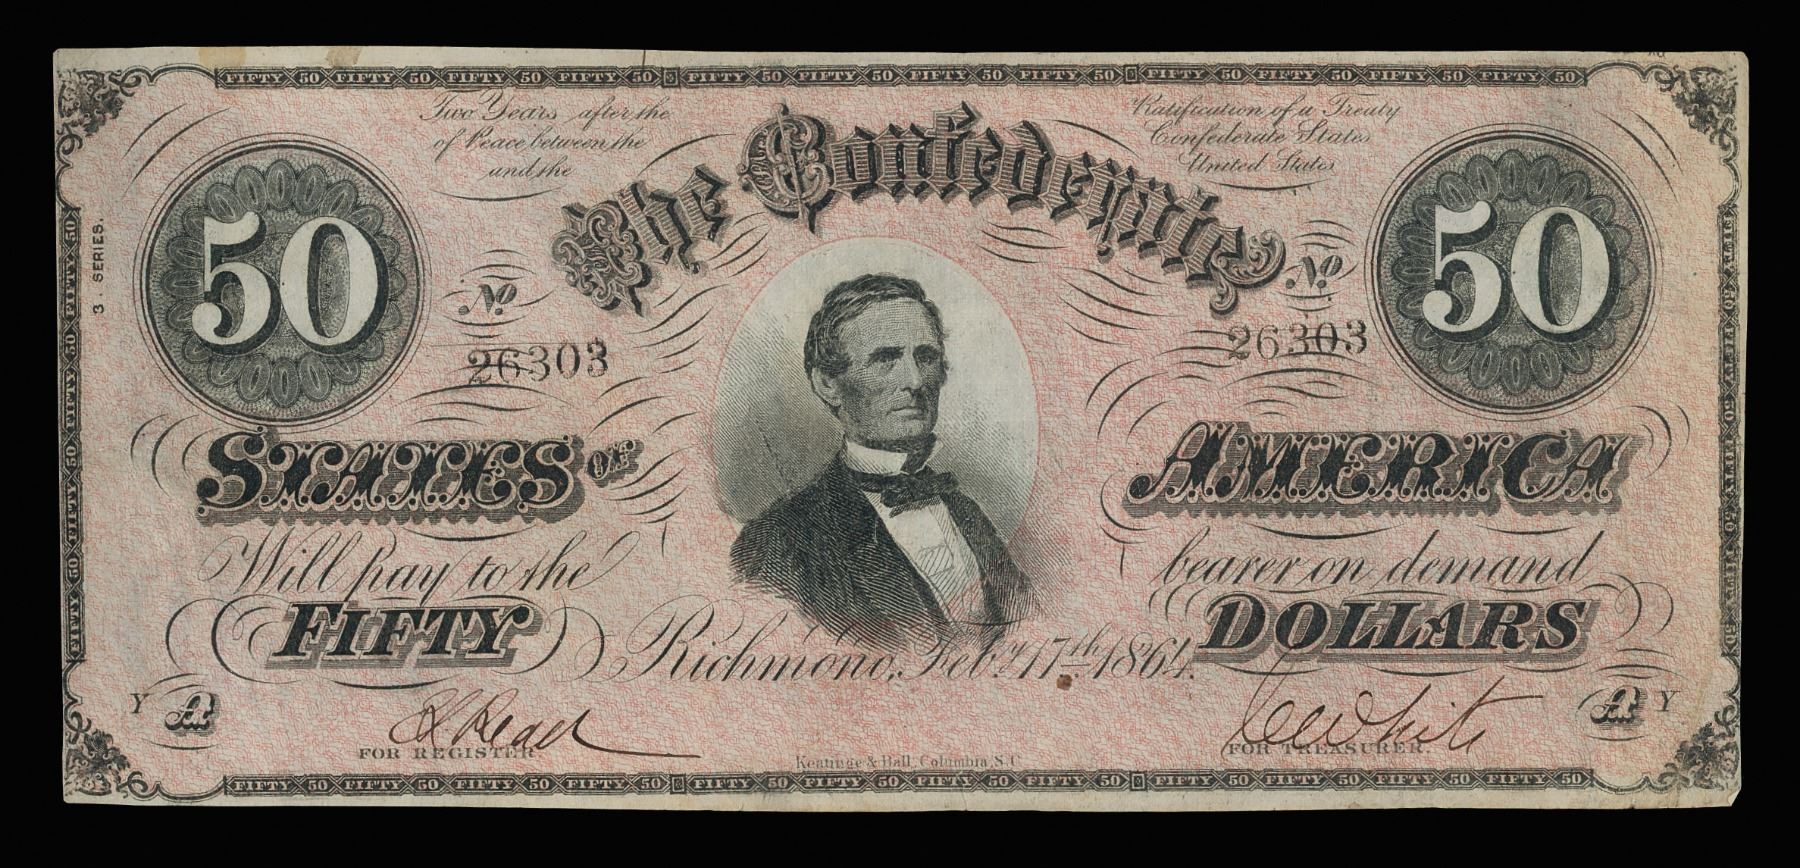 FIFTY 50 FIFTY 50 FIFTY 50 FIFTY 50 FIFTY 50 FIFTY 50 FIFTY 50 FIFTY 50 FIFTY 50 FIFTY 50 FIFTY 50 FIFTY 50
Two Years after the
of Peace between the
and the
Ratification of a Treaty
Confederate States
United States
The Confederate
50
50
3. SERIES.
No
26303
No
26303
STATES OF
AMERICA
Will pay to the
bearer on demand
FIFTY
DOLLARS
Richmond, Feby. 17th 1864.
Y A
A Y
FOR REGISTER.
FOR TREASURER.
Keatinge & Ball, Columbia, S.C.
FIFTY 50 FIFTY 50 FIFTY 50 FIFTY 50 FIFTY 50 FIFTY 50 FIFTY 50 FIFTY 50 FIFTY 50 FIFTY 50 FIFTY 50 FIFTY 50